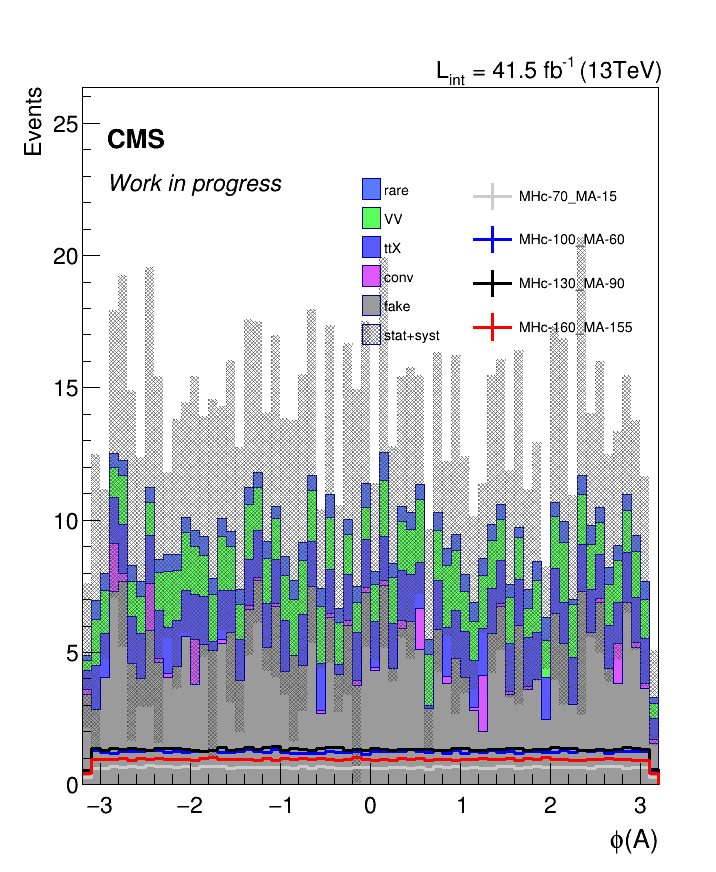 L_int = 41.5 fb^-1 (13TeV)
Events
25
20
15
10
5
0
CMS
Work in progress
rare
VV
ttX
conv
fake
stat+syst
MHc-70_MA-15
MHc-100_MA-60
MHc-130_MA-90
MHc-160_MA-155
−3 −2 −1 0 1 2 3
ϕ(A)